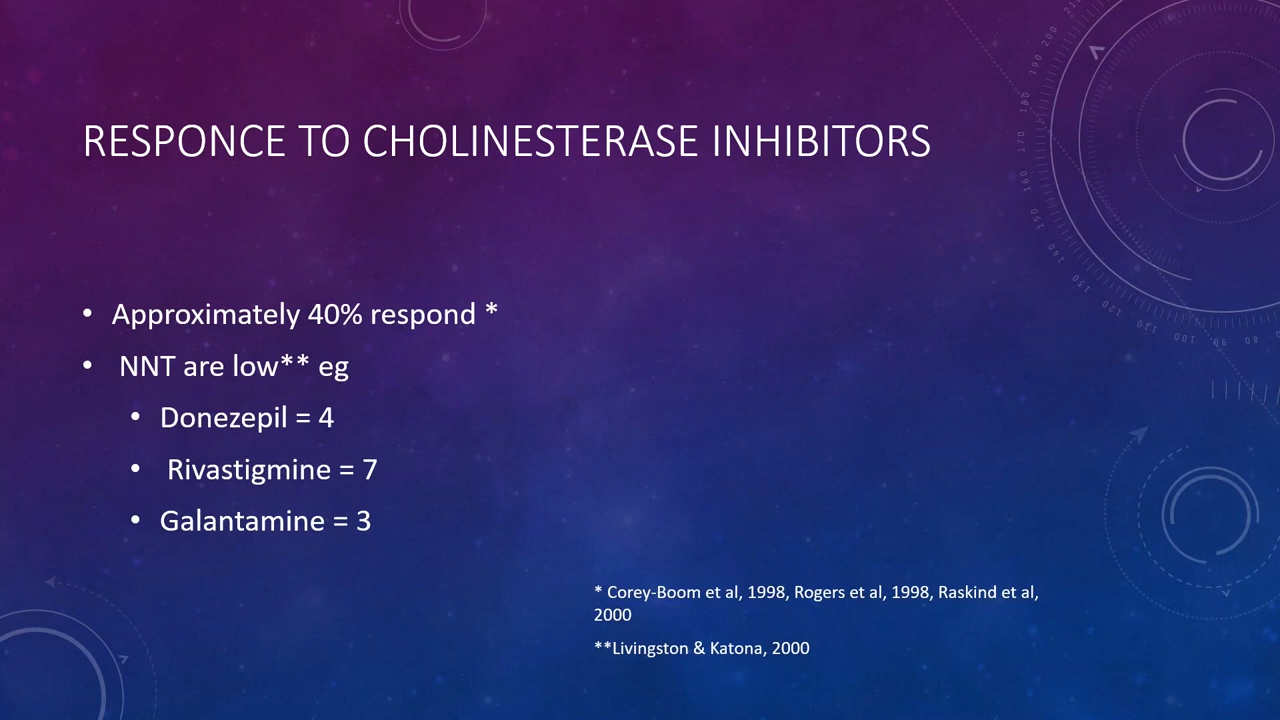 RESPONCE TO CHOLINESTERASE INHIBITORS
• Approximately 40% respond *
• NNT are low** eg
• Donezepil = 4
• Rivastigmine = 7
• Galantamine = 3
* Corey-Boom et al, 1998, Rogers et al, 1998, Raskind et al,
2000
**Livingston & Katona, 2000